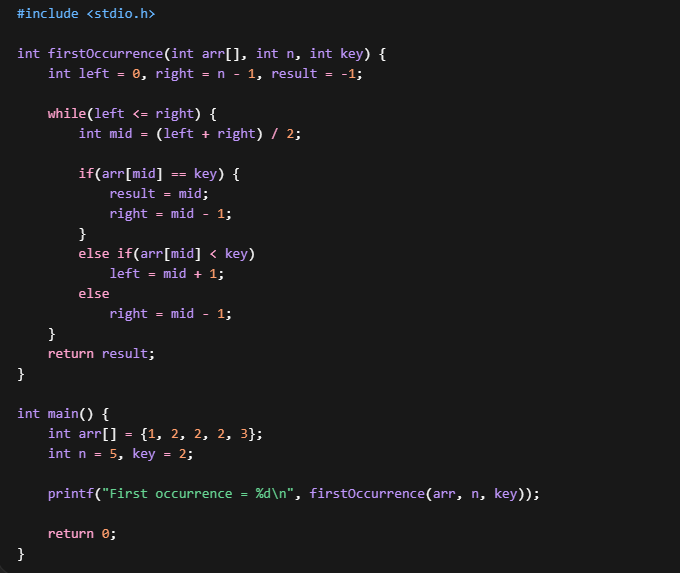 #include <stdio.h>

int firstOccurrence(int arr[], int n, int key) {
    int left = 0, right = n - 1, result = -1;

    while(left <= right) {
        int mid = (left + right) / 2;

        if(arr[mid] == key) {
            result = mid;
            right = mid - 1;
        }
        else if(arr[mid] < key)
            left = mid + 1;
        else
            right = mid - 1;
    }
    return result;
}

int main() {
    int arr[] = {1, 2, 2, 2, 3};
    int n = 5, key = 2;

    printf("First occurrence = %d\n", firstOccurrence(arr, n, key));

    return 0;
}